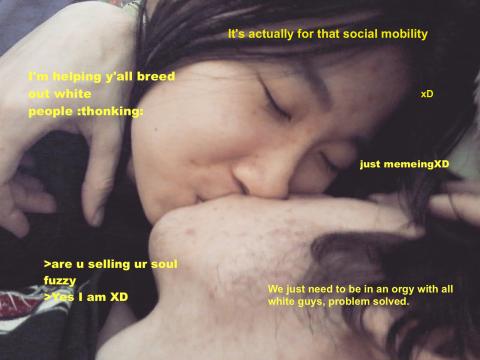 It's actually for that social mobility
I'm helping y'all breed
out white
people :thonking:
xD
just memeingXD
>are u selling ur soul
fuzzy
>Yes I am XD
We just need to be in an orgy with all
white guys, problem solved.